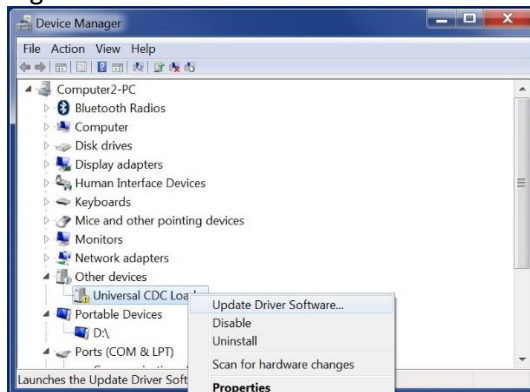 Device Manager
File Action View Help
Computer2-PC
Bluetooth Radios
Computer
Disk drives
Display adapters
Human Interface Devices
Keyboards
Mice and other pointing devices
Monitors
Network adapters
Other devices
Universal CDC Load
Update Driver Software...
Portable Devices
Disable
D:\
Uninstall
Ports (COM & LPT)
Scan for hardware changes
Launches the Update Driver Soft
Properties